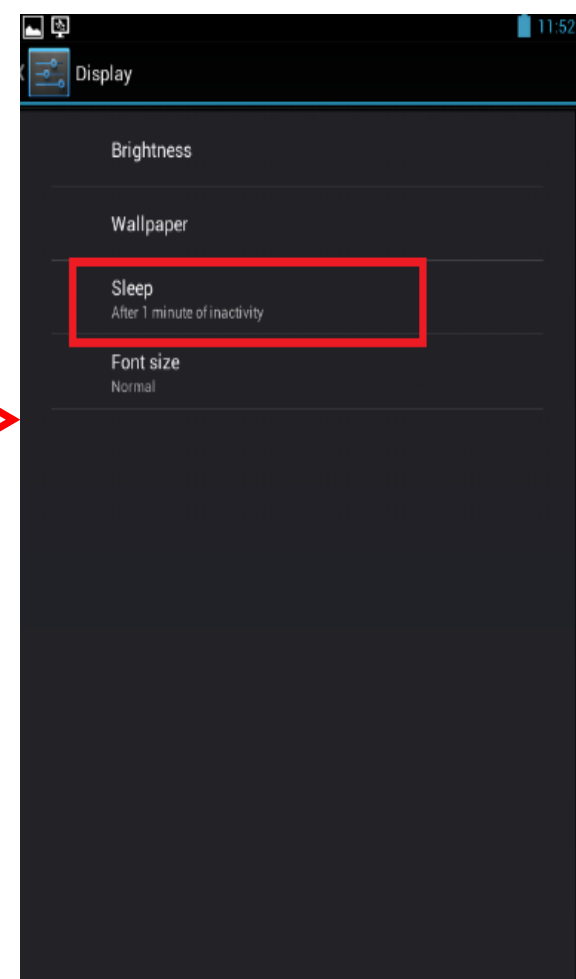 11:52
Display
Brightness
Wallpaper
Sleep
After 1 minute of inactivity
Font size
Normal